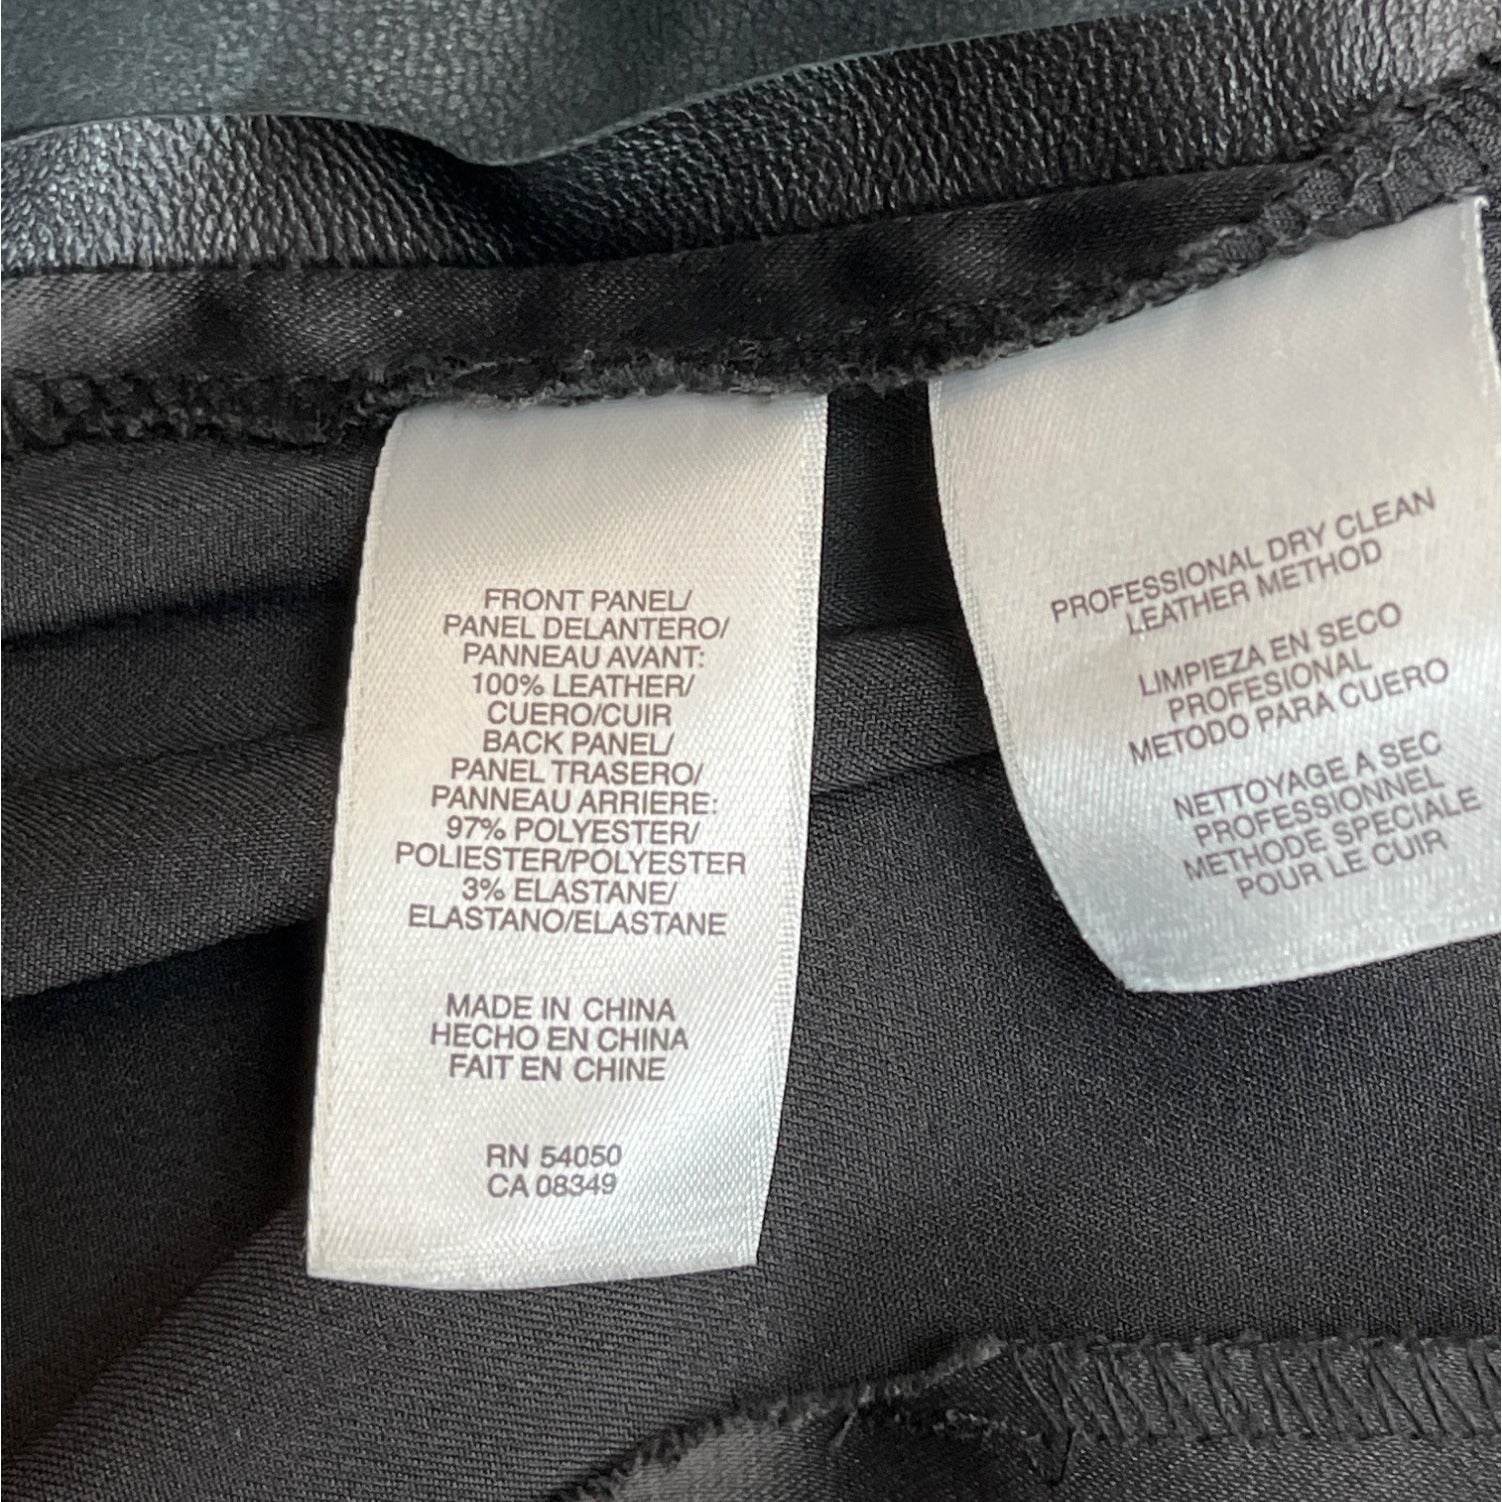 FRONT PANEL/
PANEL DELANTERO/
PANNEAU AVANT:
100% LEATHER/
CUERO/CUIR
BACK PANEL/
PANEL TRASERO/
PANNEAU ARRIERE:
97% POLYESTER/
POLIESTER/POLYESTER
3% ELASTANE/
ELASTANO/ELASTANE
MADE IN CHINA
HECHO EN CHINA
FAIT EN CHINE
RN 54050
CA 08349
PROFESSIONAL DRY CLEAN
LEATHER METHOD
LIMPIEZA EN SECO
PROFESIONAL
METODO PARA CUERO
NETTOYAGE A SEC
PROFESSIONNEL
METHODE SPECIALE
POUR LE CUIR